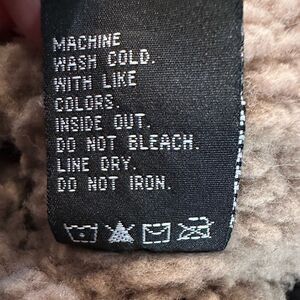 MACHINE
WASH COLD.
WITH LIKE
COLORS.
INSIDE OUT.
DO NOT BLEACH.
LINE DRY.
DO NOT IRON.